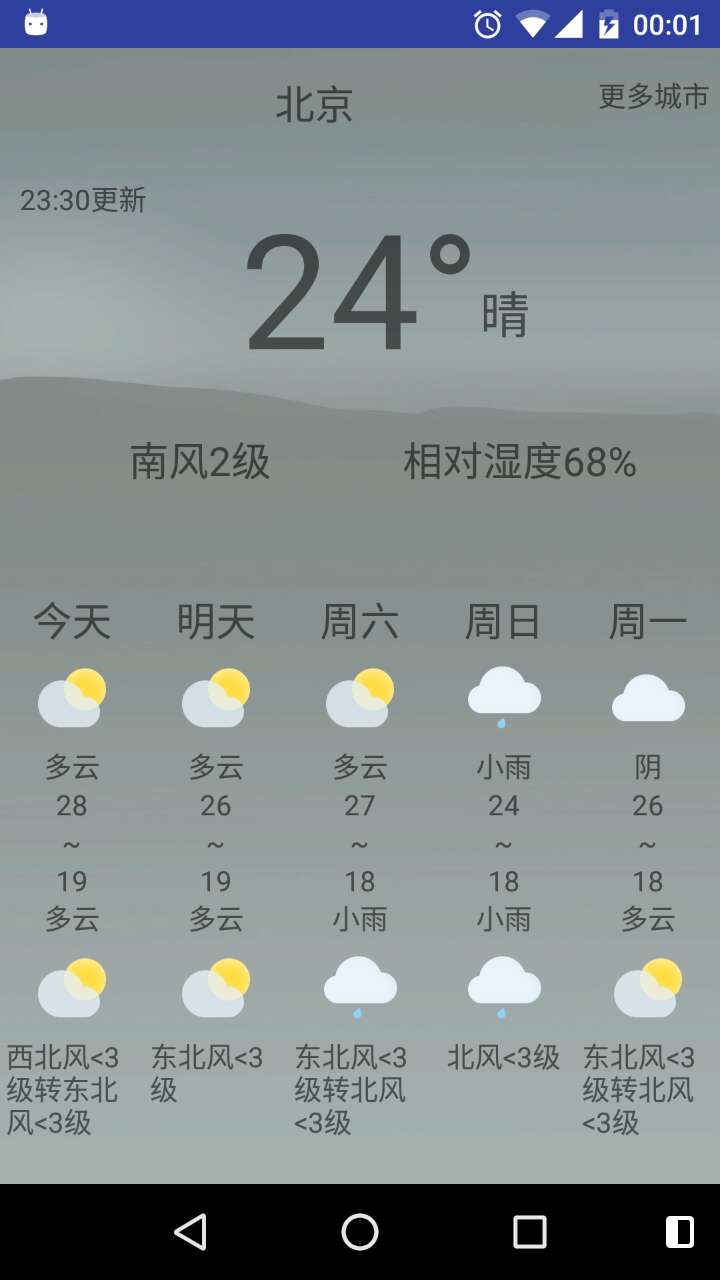 00:01
北京
更多城市
23:30更新
24°
晴
南风2级
相对湿度68%
今天 明天 周六 周日 周一
多云 多云 多云 小雨 阴
28 26 27 24 26
~ ~ ~ ~ ~
19 19 18 18 18
多云 多云 小雨 小雨 多云
西北风<3
级转东北
风<3级
东北风<3
级
东北风<3
级转北风
<3级
北风<3级
东北风<3
级转北风
<3级